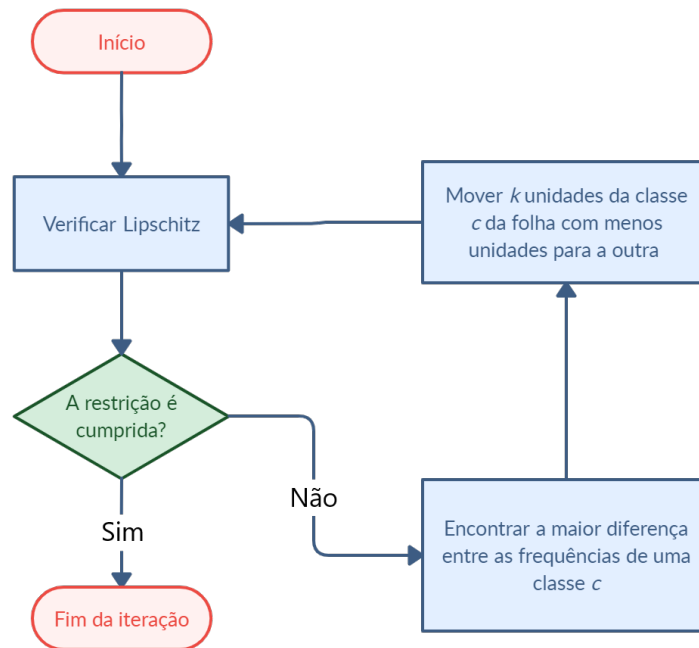 Início
Verificar Lipschitz
A restrição é
cumprida?
Sim
Fim da iteração
Não
Encontrar a maior diferença
entre as frequências de uma
classe c
Mover k unidades da classe
c da folha com menos
unidades para a outra